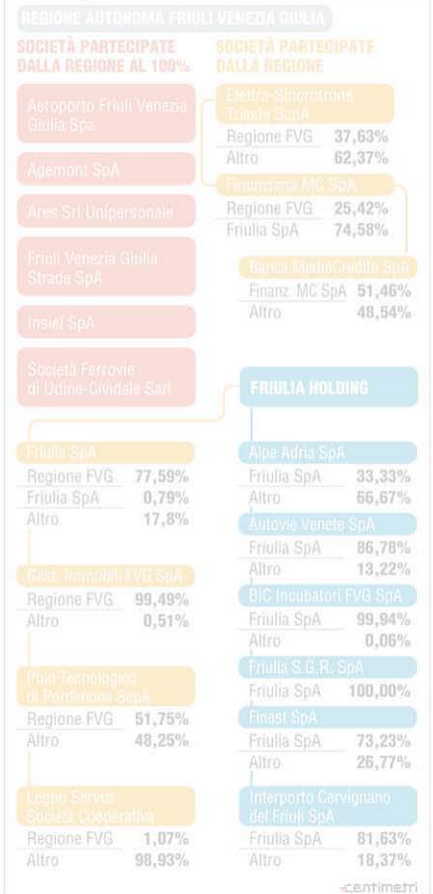 REGIONE AUTONOMA FRIULI VENEZIA GIULIA
SOCIETÀ PARTECIPATE
DALLA REGIONE AL 100%
Aeroporto Friuli Venezia
Giulia Spa
Agemont SpA
Ares Srl Unipersonale
Friuli Venezia Giulia
Strade SpA
Insiel SpA
Società Ferrovie
di Udine-Cividale Sarl
SOCIETÀ PARTECIPATE
DALLA REGIONE
Elettra-Sincrotrone
Trieste ScpA
Regione FVG 37,63%
Altro 62,37%
Finanziaria MC SpA
Regione FVG 25,42%
Friulia SpA 74,58%
Banca MedioCredito SpA
Finanz. MC SpA 51,46%
Altro 48,54%
Friulia SpA
Regione FVG 77,59%
Friulia SpA 0,79%
Altro 17,8%
Gest. Immobili FVG SpA
Regione FVG 99,49%
Altro 0,51%
Polo Tecnologico
di Pordenone ScpA
Regione FVG 51,75%
Altro 48,25%
Legno Servizi
Società Cooperativa
Regione FVG 1,07%
Altro 98,93%
FRIULIA HOLDING
Alpe Adria SpA
Friulia SpA 33,33%
Altro 66,67%
Autovie Venete SpA
Friulia SpA 86,78%
Altro 13,22%
BIC Incubatori FVG SpA
Friulia SpA 99,94%
Altro 0,06%
Friulia S.G.R. SpA
Friulia SpA 100,00%
Finest SpA
Friulia SpA 73,23%
Altro 26,77%
Interporto Cervignano
del Friuli SpA
Friulia SpA 81,63%
Altro 18,37%
centimetri